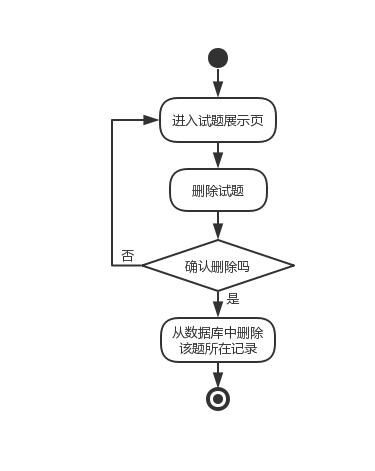 进入试题展示页
删除试题
确认删除吗
否
是
从数据库中删除
该题所在记录